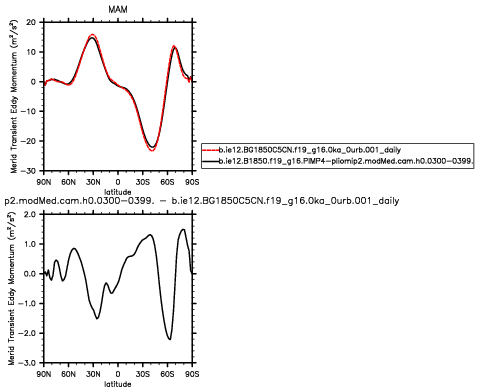 MAM
Merid Transient Eddy Momentum (m²/s²)
20
10
0
-10
-20
-30
90N 60N 30N 0 30S 60S 90S
latitude
b.ie12.BG1850C5CN.f19_g16.0ka_0urb.001_daily
b.ie12.B1850.f19_g16.PlMP4-pliomip2.modMed.cam.h0.0300-0399.
p2.modMed.cam.h0.0300-0399. - b.ie12.BG1850C5CN.f19_g16.0ka_0urb.001_daily
Merid Transient Eddy Momentum (m²/s²)
2.0
1.0
0.0
-1.0
-2.0
-3.0
90N 60N 30N 0 30S 60S 90S
latitude